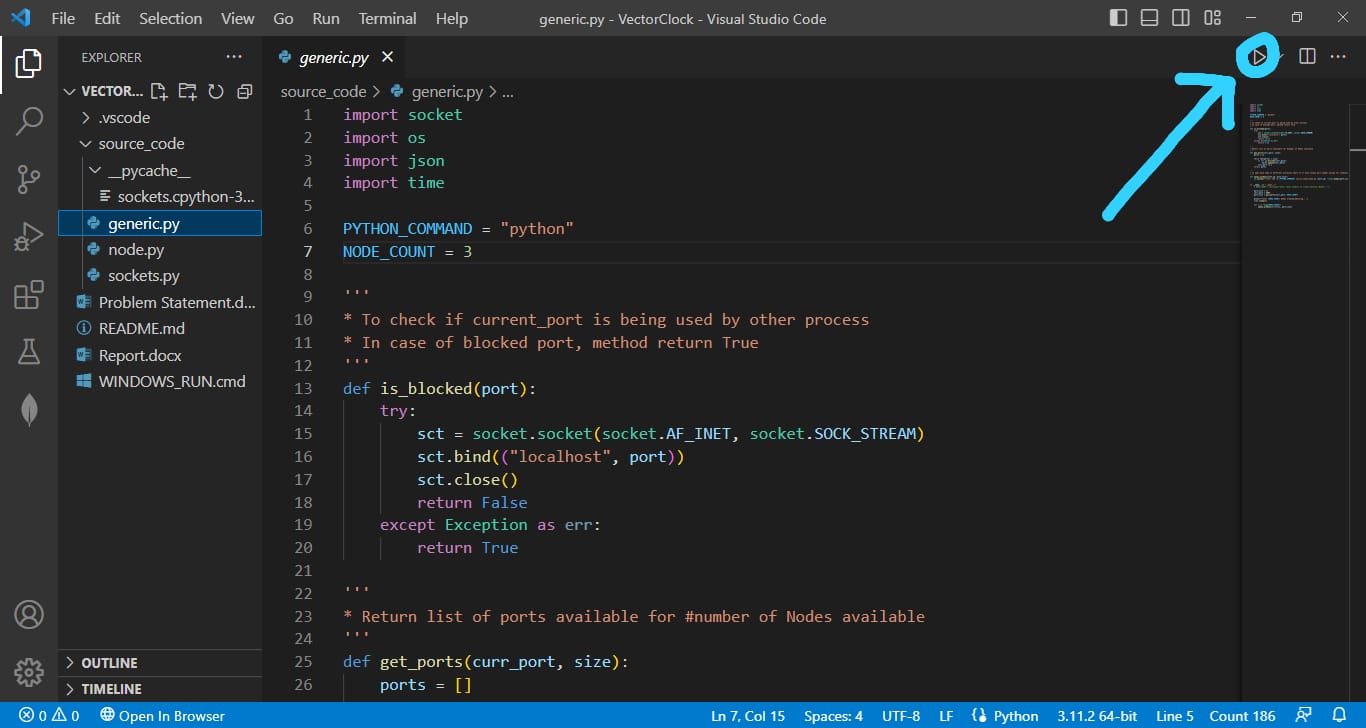 File Edit Selection View Go Run Terminal Help generic.py - VectorClock - Visual Studio Code
EXPLORER
VECTOR...
.vscode
source_code
__pycache__
sockets.cpython-3...
generic.py
node.py
sockets.py
Problem Statement.d...
README.md
Report.docx
WINDOWS_RUN.cmd
OUTLINE
TIMELINE
generic.py
source_code > generic.py > ...
1 import socket
2 import os
3 import json
4 import time
5
6 PYTHON_COMMAND = "python"
7 NODE_COUNT = 3
8
9 '''
10 * To check if current_port is being used by other process
11 * In case of blocked port, method return True
12 '''
13 def is_blocked(port):
14 try:
15 sct = socket.socket(socket.AF_INET, socket.SOCK_STREAM)
16 sct.bind(("localhost", port))
17 sct.close()
18 return False
19 except Exception as err:
20 return True
21
22 '''
23 * Return list of ports available for #number of Nodes available
24 '''
25 def get_ports(curr_port, size):
26 ports = []
0 0 Open In Browser Ln 7, Col 15 Spaces: 4 UTF-8 LF Python 3.11.2 64-bit Line 5 Count 186